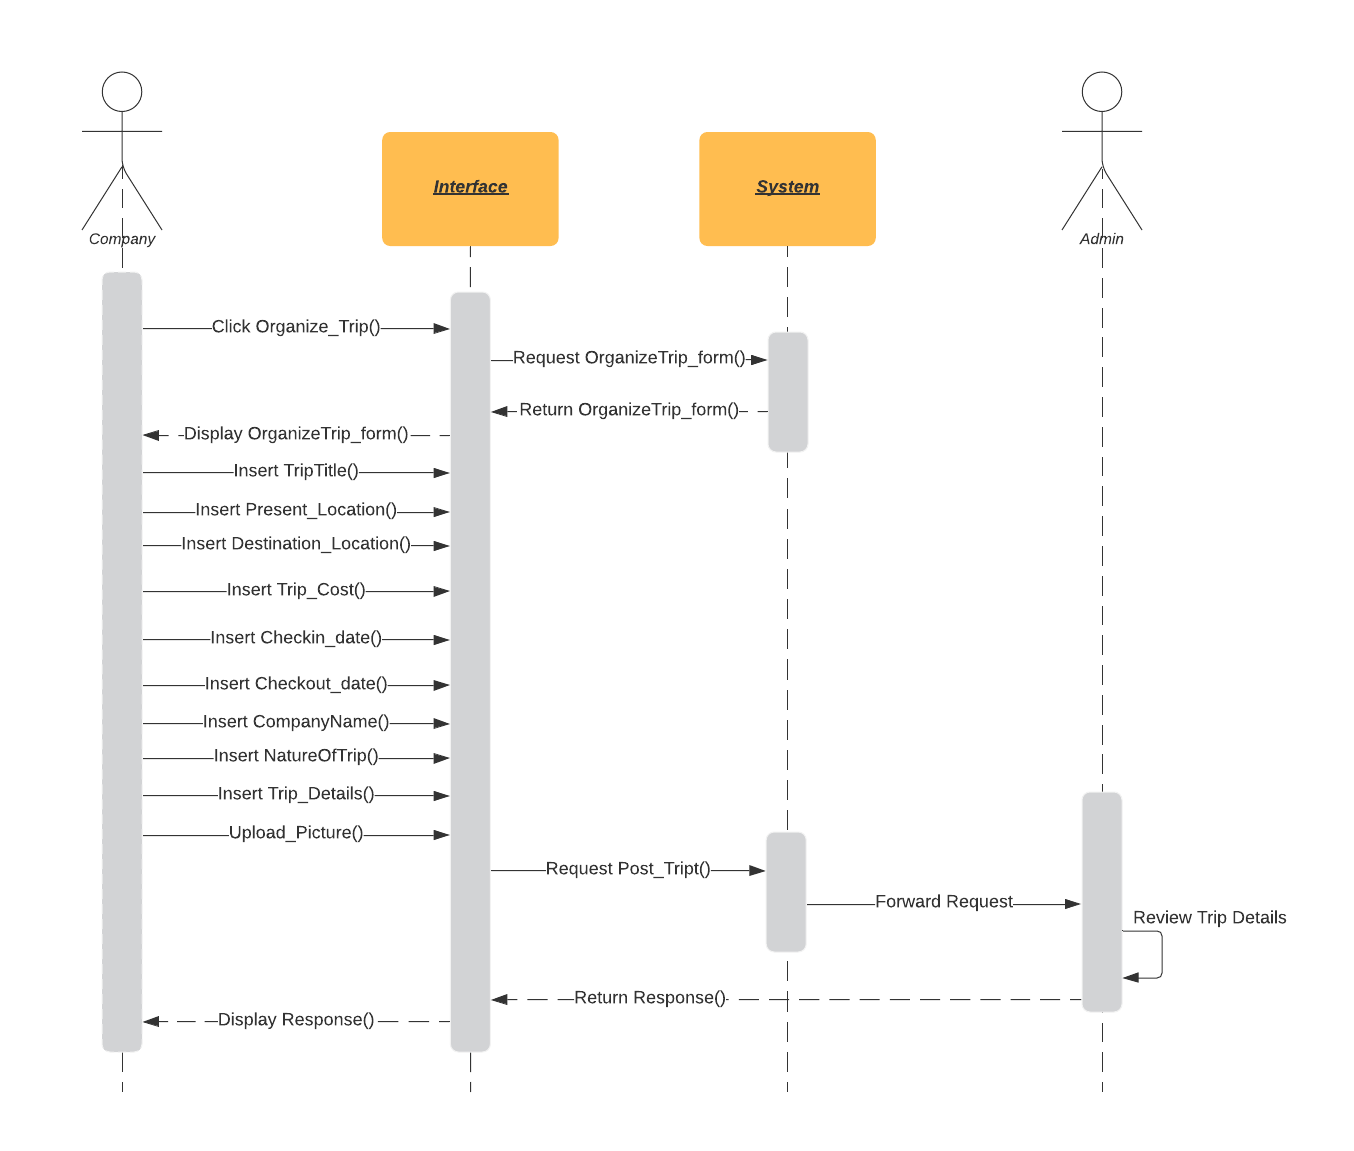 Interface
System
Company
Admin
Click Organize_Trip()
Request OrganizeTrip_form()
Return OrganizeTrip_form()
Display OrganizeTrip_form()
Insert TripTitle()
Insert Present_Location()
Insert Destination_Location()
Insert Trip_Cost()
Insert Checkin_date()
Insert Checkout_date()
Insert CompanyName()
Insert NatureOfTrip()
Insert Trip_Details()
Upload_Picture()
Request Post_Tript()
Forward Request
Review Trip Details
Return Response()
Display Response()